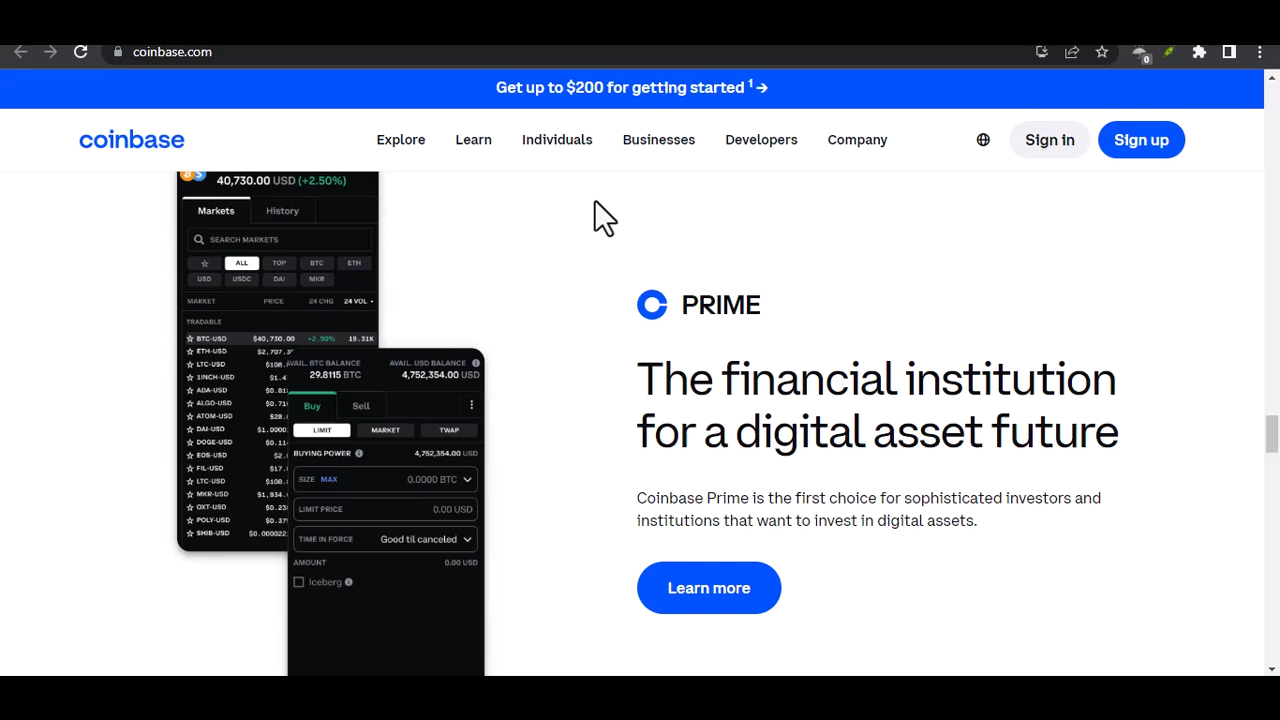 coinbase.com
0
Get up to $200 for getting started 1 →
coinbase
Explore
Learn
Individuals
Businesses
Developers
Company
Sign in
Sign up
40,730.00 USD (+2.50%)
Markets
History
SEARCH MARKETS
ALL
TOP
BTC
ETH
USD
USDC
DAI
MKR
MARKET
PRICE
24 CHG
24 VOL
TRADABLE
BTC-USD $40,730.00 +2.50% 19.31K
ETH-USD
LTC-USD
1INCH-USD
ADA-USD
ALGO-USD
ATOM-USD
DAI-USD
DOGE-USD
EOS-USD
FIL-USD
LTC-USD
MKR-USD
OXT-USD
POLY-USD
SHIB-USD
AVAIL. BTC BALANCE
29.8115 BTC
AVAIL. USD BALANCE
4,752,354.00 USD
Buy
Sell
LIMIT
MARKET
TWAP
BUYING POWER
4,752,354.00 USD
SIZE MAX
0.0000 BTC
LIMIT PRICE
0.00 USD
TIME IN FORCE
Good til canceled
AMOUNT
0.00 USD
Iceberg
PRIME
The financial institution
for a digital asset future
Coinbase Prime is the first choice for sophisticated investors and
institutions that want to invest in digital assets.
Learn more